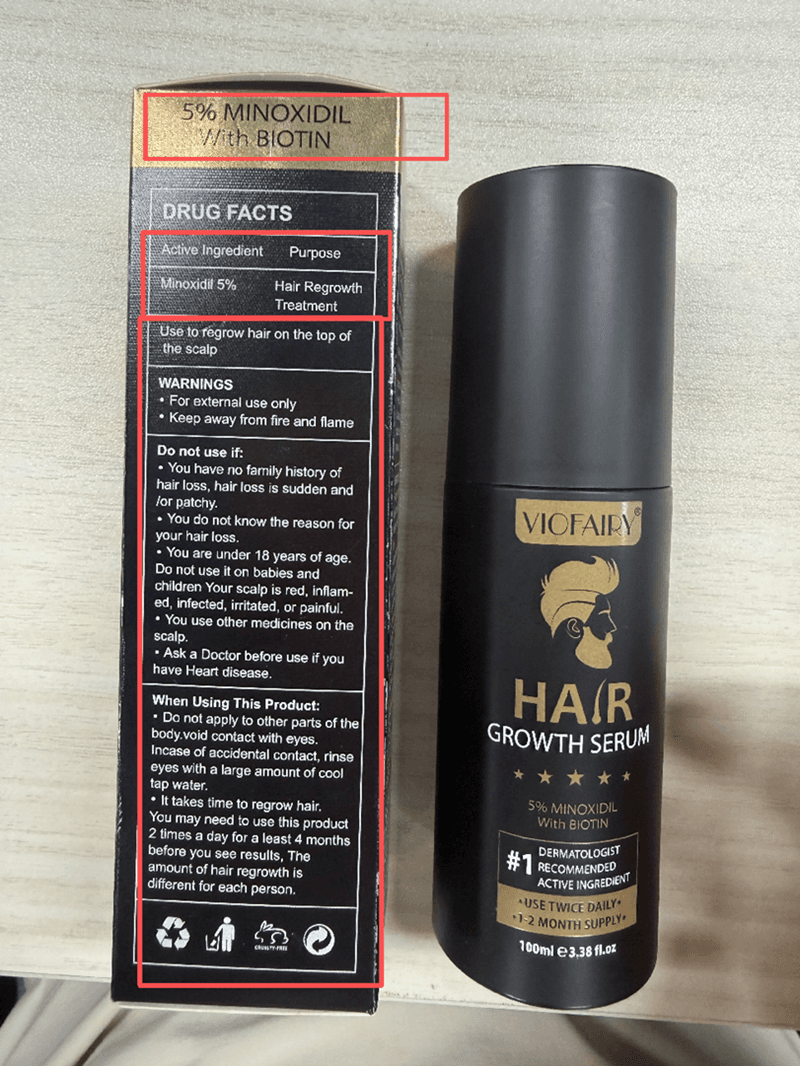 5% MINOXIDIL
With BIOTIN
DRUG FACTS
Active Ingredient Purpose
Minoxidil 5% Hair Regrowth
Treatment
Use to regrow hair on the top of
the scalp
WARNINGS
• For external use only
• Keep away from fire and flame
Do not use if:
• You have no family history of
hair loss, hair loss is sudden and
/or patchy.
• You do not know the reason for
your hair loss.
• You are under 18 years of age.
Do not use it on babies and
children Your scalp is red, inflam-
ed, infected, irritated, or painful.
• You use other medicines on the
scalp.
• Ask a Doctor before use if you
have Heart disease.
When Using This Product:
• Do not apply to other parts of the
body.void contact with eyes.
Incase of accidental contact, rinse
eyes with a large amount of cool
tap water.
• It takes time to regrow hair.
You may need to use this product
2 times a day for a least 4 months
before you see results, The
amount of hair regrowth is
different for each person.
CRUELTY-FREE
VIOFAIRY®
HAIR
GROWTH SERUM
5% MINOXIDIL
With BIOTIN
#1 DERMATOLOGIST
RECOMMENDED
ACTIVE INGREDIENT
•USE TWICE DAILY•
•1-2 MONTH SUPPLY•
100ml ℮3.38 fl.oz